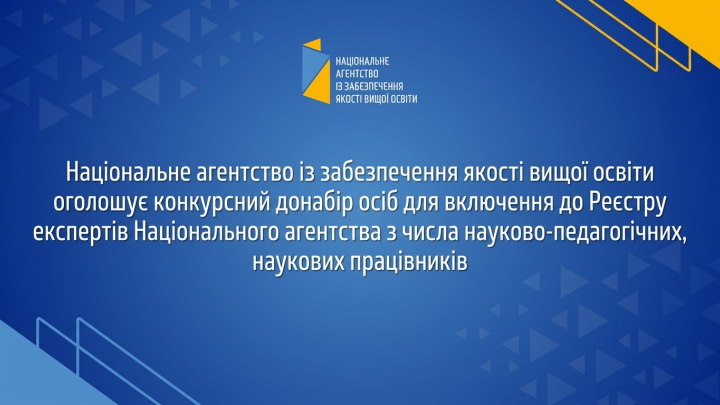 НАЦІОНАЛЬНЕ
АГЕНТСТВО
ІЗ ЗАБЕЗПЕЧЕННЯ
ЯКОСТІ ВИЩОЇ ОСВІТИ
Національне агентство із забезпечення якості вищої освіти
оголошує конкурсний донабір осіб для включення до Реєстру
експертів Національного агентства з числа науково-педагогічних,
наукових працівників